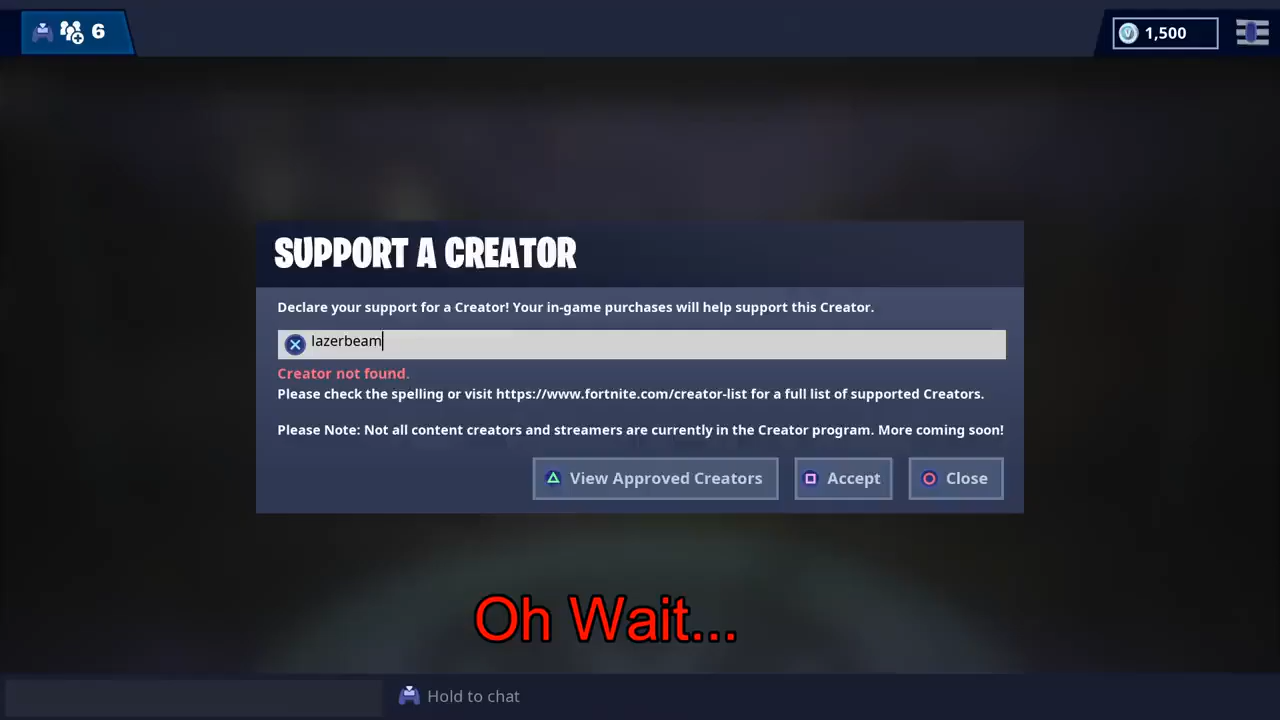 6
1,500
SUPPORT A CREATOR
Declare your support for a Creator! Your in-game purchases will help support this Creator.
lazerbeam
Creator not found.
Please check the spelling or visit https://www.fortnite.com/creator-list for a full list of supported Creators.
Please Note: Not all content creators and streamers are currently in the Creator program. More coming soon!
View Approved Creators Accept Close
Oh Wait...
Hold to chat